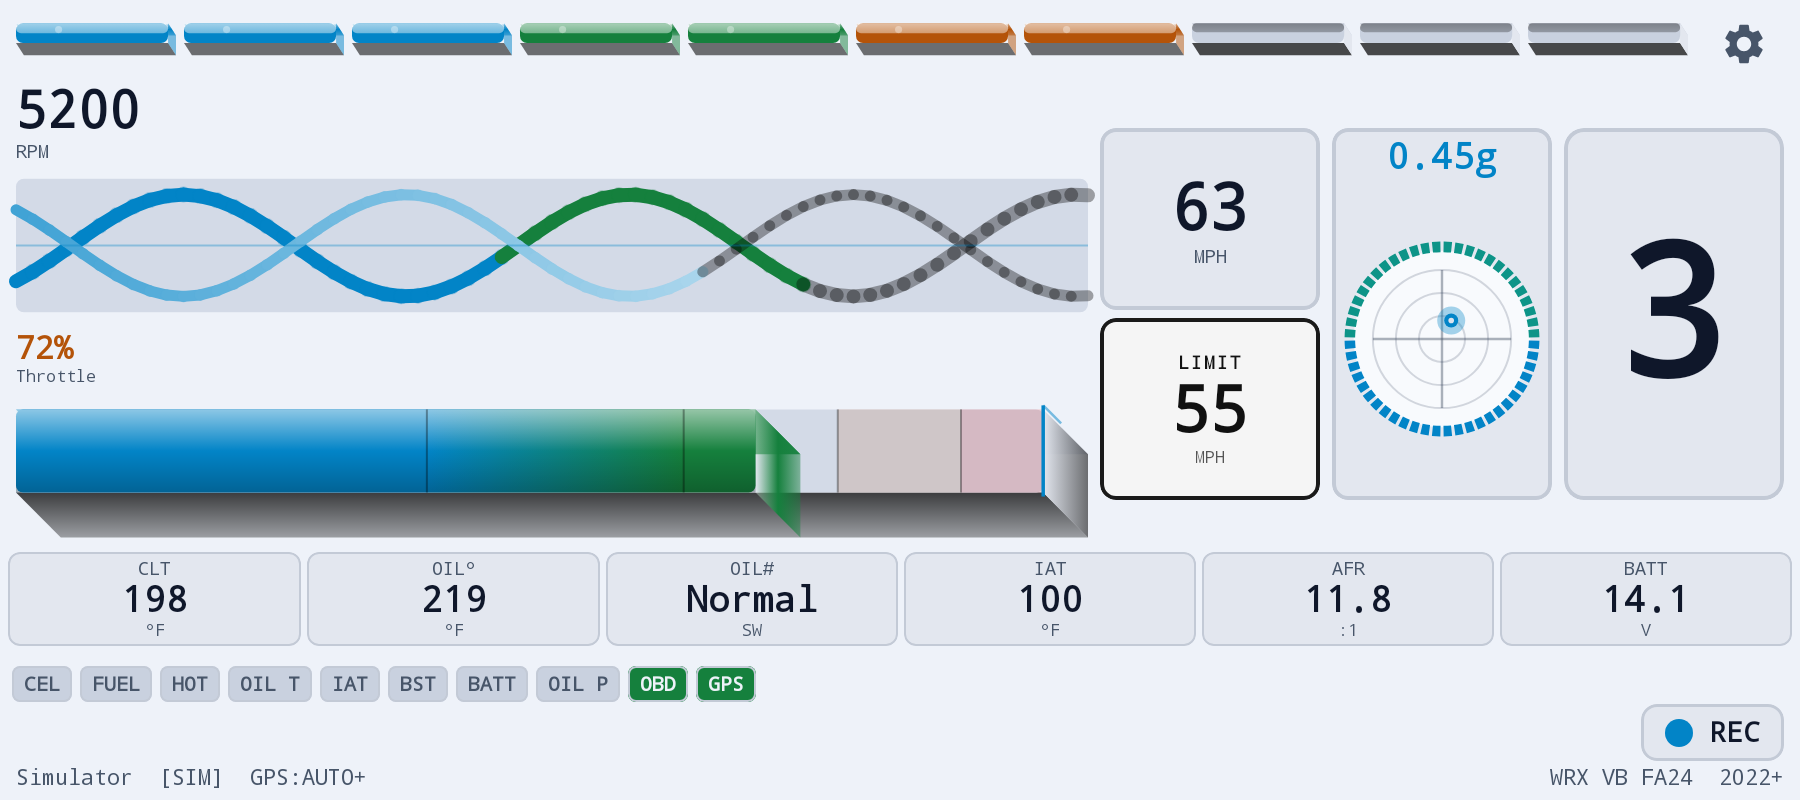 5200
RPM
72%
Throttle
63
MPH
LIMIT
55
MPH
0.45g
3
CLT
198
°F
OILº
219
°F
OIL#
Normal
SW
IAT
100
°F
AFR
11.8
:1
BATT
14.1
V
CEL FUEL HOT OIL T IAT BST BATT OIL P OBD GPS
REC
Simulator [SIM] GPS:AUTO+
WRX VB FA24 2022+